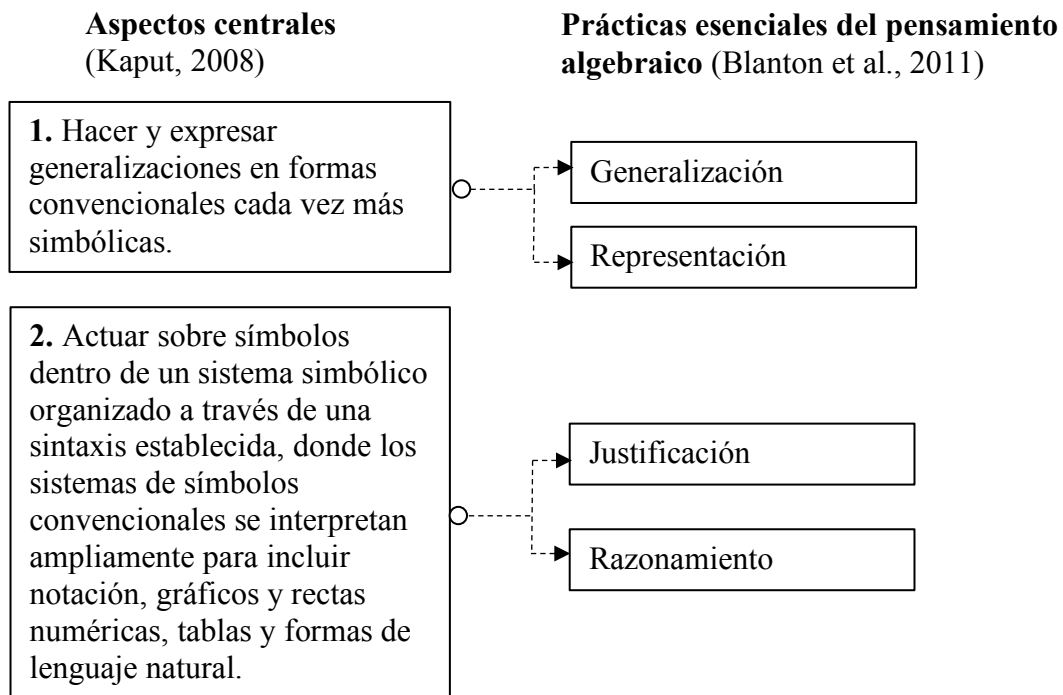 Aspectos centrales
(Kaput, 2008)
Prácticas esenciales del pensamiento
algebraico (Blanton et al., 2011)
1. Hacer y expresar
generalizaciones en formas
convencionales cada vez más
simbólicas.
Generalización
Representación
2. Actuar sobre símbolos
dentro de un sistema simbólico
organizado a través de una
sintaxis establecida, donde los
sistemas de símbolos
convencionales se interpretan
ampliamente para incluir
notación, gráficos y rectas
numéricas, tablas y formas de
lenguaje natural.
Justificación
Razonamiento